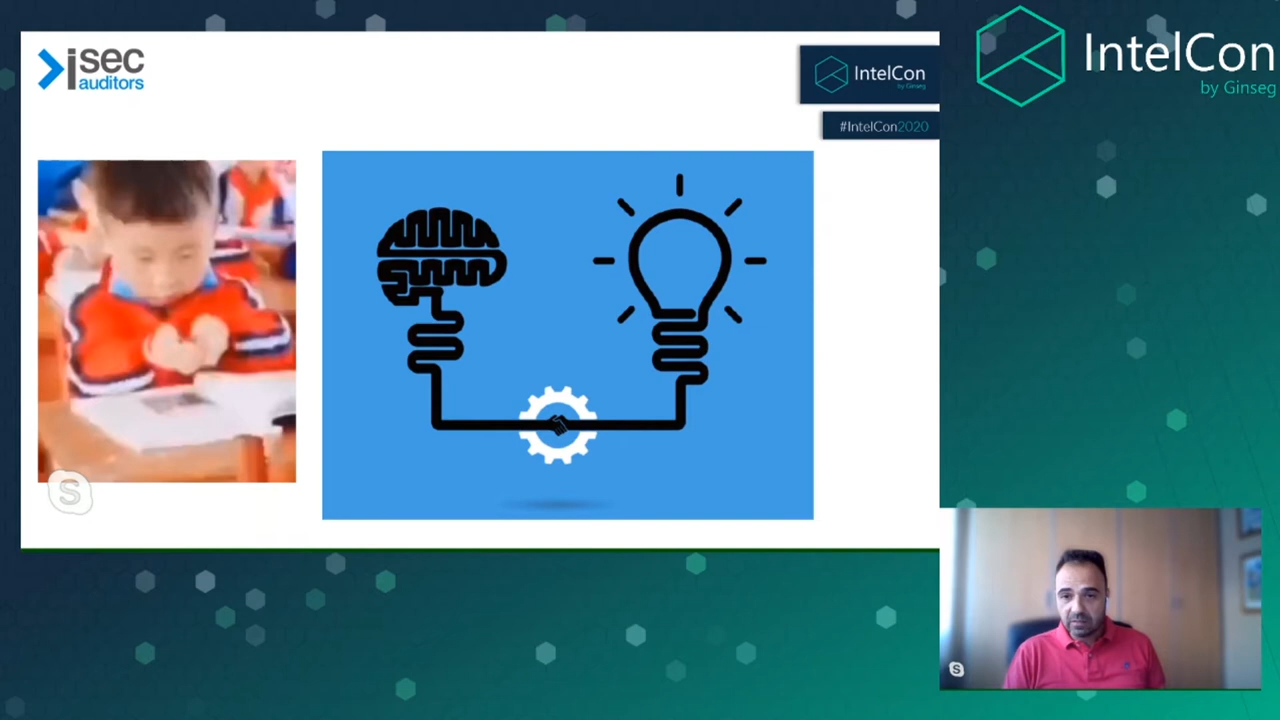 isec
auditors
IntelCon
by Ginseg
#IntelCon2020
IntelCon
by Ginseg